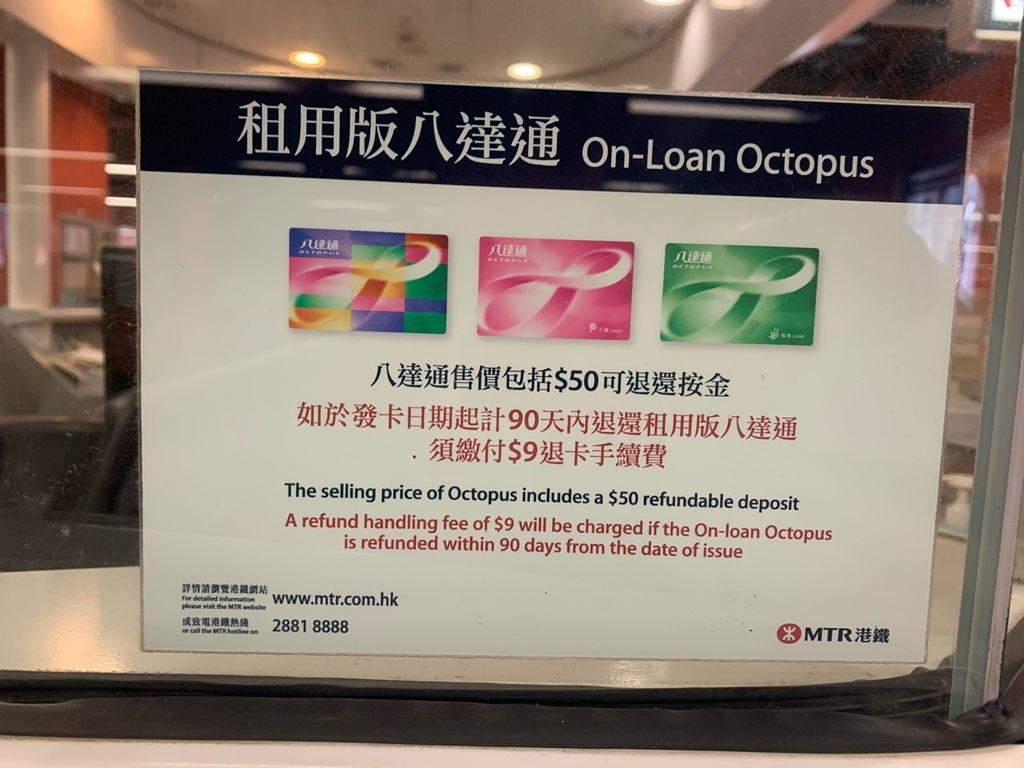 租用版八達通 On-Loan Octopus
八達通 OCTOPUS
八達通 OCTOPUS
小童 CHILD
八達通 OCTOPUS
長者 ELDER
八達通售價包括$50可退還按金
如於發卡日期起計90天內退還租用版八達通
須繳付$9退卡手續費
The selling price of Octopus includes a $50 refundable deposit
A refund handling fee of $9 will be charged if the On-loan Octopus
is refunded within 90 days from the date of issue
詳情請瀏覽港鐵網站
For detailed information
please visit the MTR website
www.mtr.com.hk
或致電港鐵熱綫
or call the MTR hotline on
2881 8888
MTR 港鐵